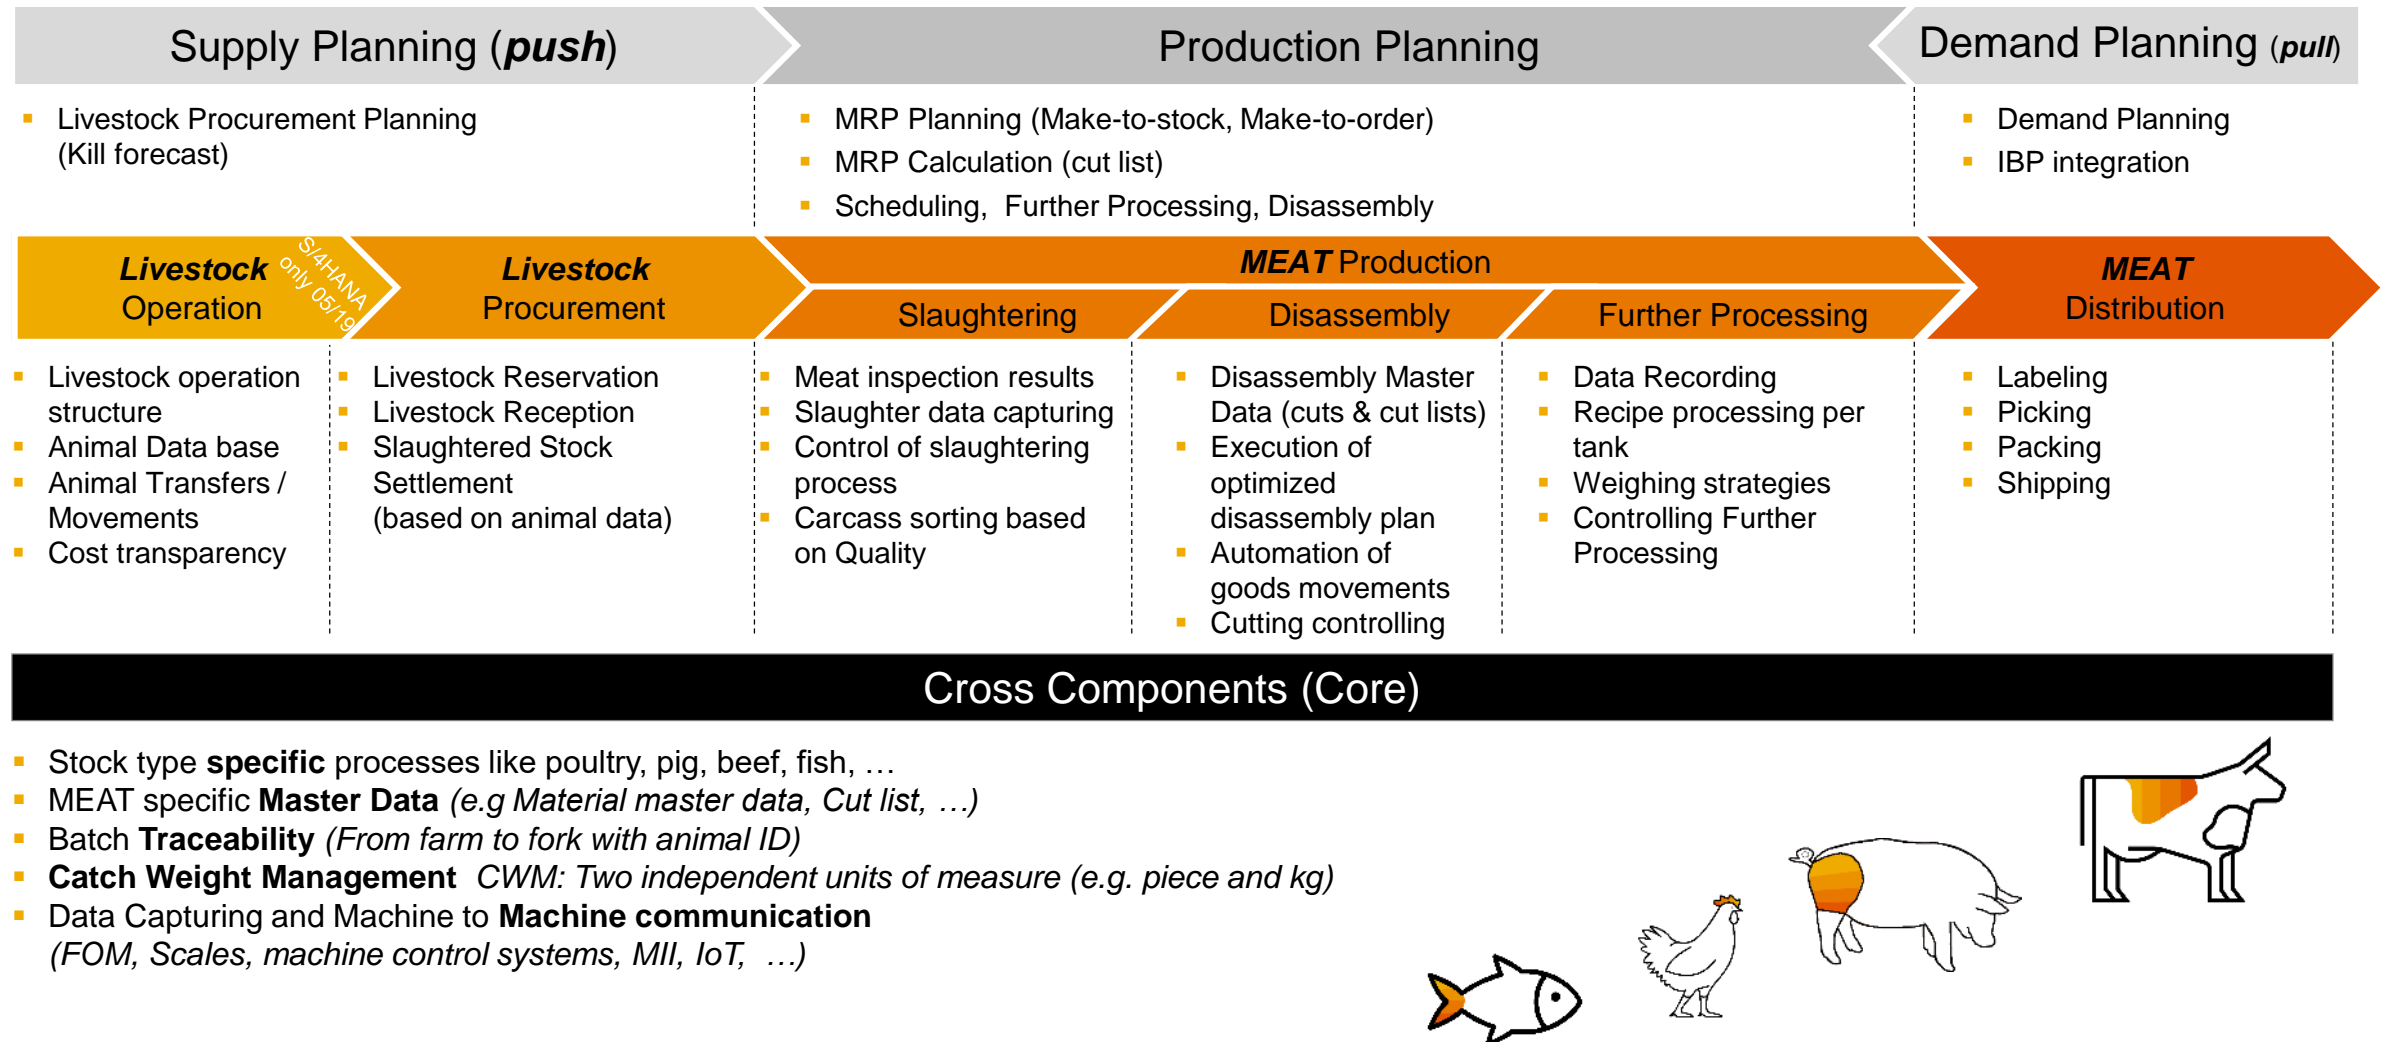 Supply Planning (push)
Production Planning
Demand Planning (pull)
▪ Livestock Procurement Planning
(Kill forecast)
▪ MRP Planning (Make-to-stock, Make-to-order)
▪ MRP Calculation (cut list)
▪ Scheduling, Further Processing, Disassembly
▪ Demand Planning
▪ IBP integration
Livestock
Operation
S/4HANA
only 05/19
Livestock
Procurement
MEAT Production
Slaughtering
Disassembly
Further Processing
MEAT
Distribution
▪ Livestock operation
structure
▪ Animal Data base
▪ Animal Transfers /
Movements
▪ Cost transparency
▪ Livestock Reservation
▪ Livestock Reception
▪ Slaughtered Stock
Settlement
(based on animal data)
▪ Meat inspection results
▪ Slaughter data capturing
▪ Control of slaughtering
process
▪ Carcass sorting based
on Quality
▪ Disassembly Master
Data (cuts & cut lists)
▪ Execution of
optimized
disassembly plan
▪ Automation of
goods movements
▪ Cutting controlling
▪ Data Recording
▪ Recipe processing per
tank
▪ Weighing strategies
▪ Controlling Further
Processing
▪ Labeling
▪ Picking
▪ Packing
▪ Shipping
Cross Components (Core)
▪ Stock type specific processes like poultry, pig, beef, fish, …
▪ MEAT specific Master Data (e.g Material master data, Cut list, …)
▪ Batch Traceability (From farm to fork with animal ID)
▪ Catch Weight Management CWM: Two independent units of measure (e.g. piece and kg)
▪ Data Capturing and Machine to Machine communication
(FOM, Scales, machine control systems, MII, IoT, …)